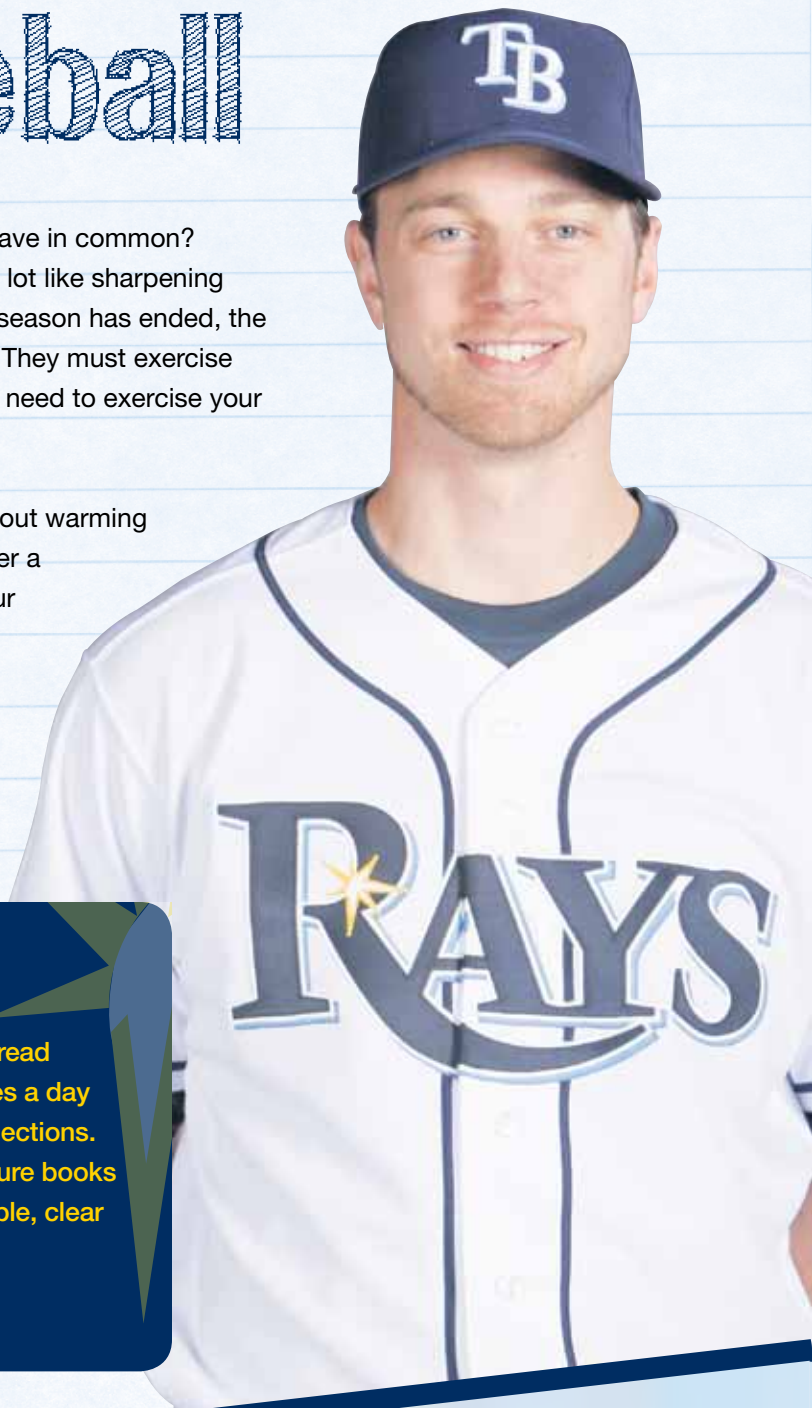 eball
ave in common?
lot like sharpening
season has ended, the
They must exercise
need to exercise your
out warming
er a
ur
TB
RAYS
read
es a day
ections.
ure books
ple, clear